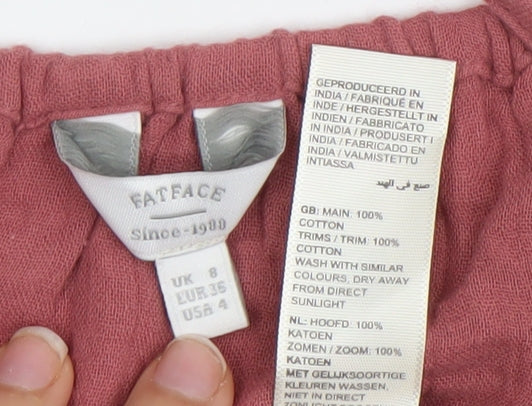 FATFACE
Since-1988
UK 8
EUR 36
USA 4
GEPRODUCEERD IN
INDIA / FABRIQUÉ EN
INDE / HERGESTELLT IN
INDIEN / FABBRICATO
IN INDIA / PRODUSERT I
INDIA / FABRICADO EN
INDIA / VALMISTETTU
INTIASSA
صنع في الهند
GB: MAIN: 100%
COTTON
TRIMS / TRIM: 100%
COTTON
WASH WITH SIMILAR
COLOURS, DRY AWAY
FROM DIRECT
SUNLIGHT
NL: HOOFD: 100%
KATOEN
ZOMEN / ZOOM: 100%
KATOEN
MET GELIJKSOORTIGE
KLEUREN WASSEN,
NIET IN DIRECT